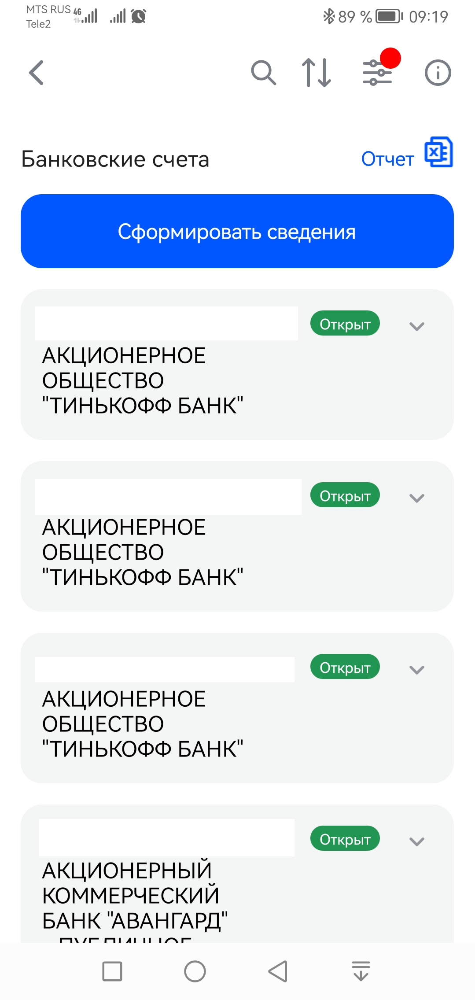 MTS RUS 4G
Tele2
89 %
09:19
Банковские счета
Отчет
Сформировать сведения
Открыт
АКЦИОНЕРНОЕ
ОБЩЕСТВО
"ТИНЬКОФФ БАНК"
Открыт
АКЦИОНЕРНОЕ
ОБЩЕСТВО
"ТИНЬКОФФ БАНК"
Открыт
АКЦИОНЕРНОЕ
ОБЩЕСТВО
"ТИНЬКОФФ БАНК"
Открыт
АКЦИОНЕРНЫЙ
КОММЕРЧЕСКИЙ
БАНК "АВАНГАРД"
- ПУБЛИЧНОЕ